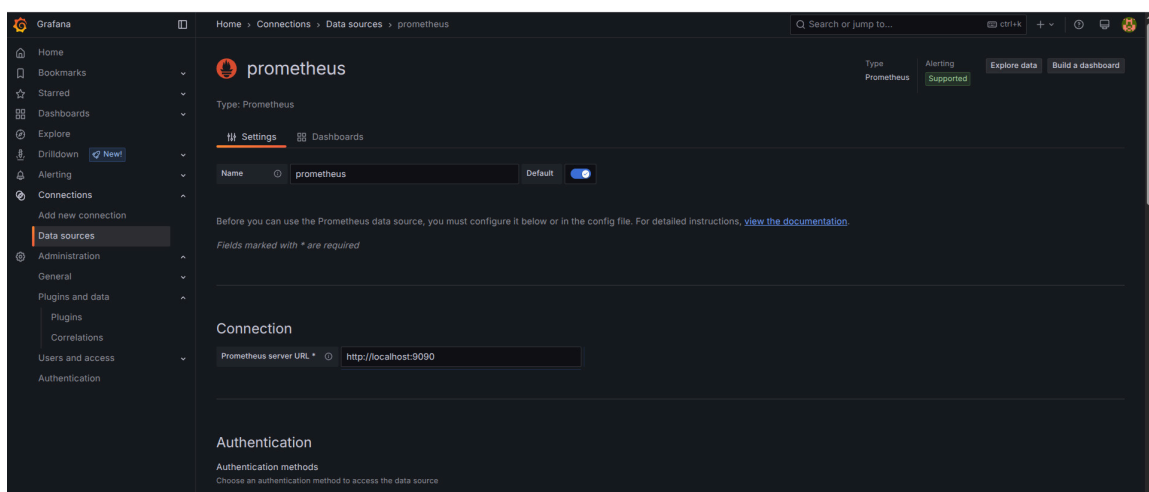 Grafana
Home › Connections › Data sources › prometheus
Search or jump to...
ctrl+k
Home
Bookmarks
Starred
Dashboards
Explore
Drilldown
New!
Alerting
Connections
Add new connection
Data sources
Administration
General
Plugins and data
Plugins
Correlations
Users and access
Authentication
prometheus
Type
Prometheus
Alerting
Supported
Explore data
Build a dashboard
Type: Prometheus
Settings
Dashboards
Name
prometheus
Default
Before you can use the Prometheus data source, you must configure it below or in the config file. For detailed instructions, view the documentation.
Fields marked with * are required
Connection
Prometheus server URL *
http://localhost:9090
Authentication
Authentication methods
Choose an authentication method to access the data source